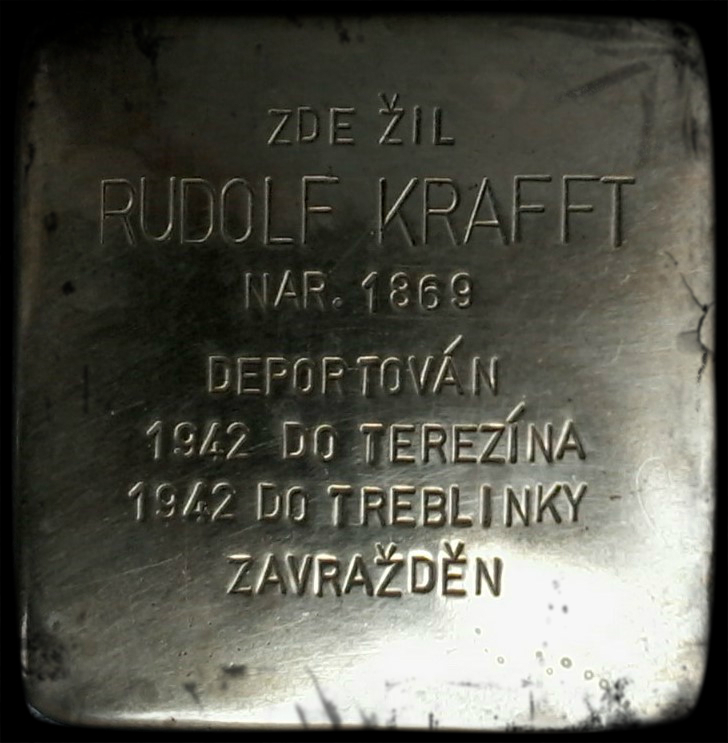 ZDE ŽIL
RUDOLF KRAFFT
NAR. 1869
DEPORTOVÁN
1942 DO TEREZÍNA
1942 DO TREBLINKY
ZAVRAŽDĚN